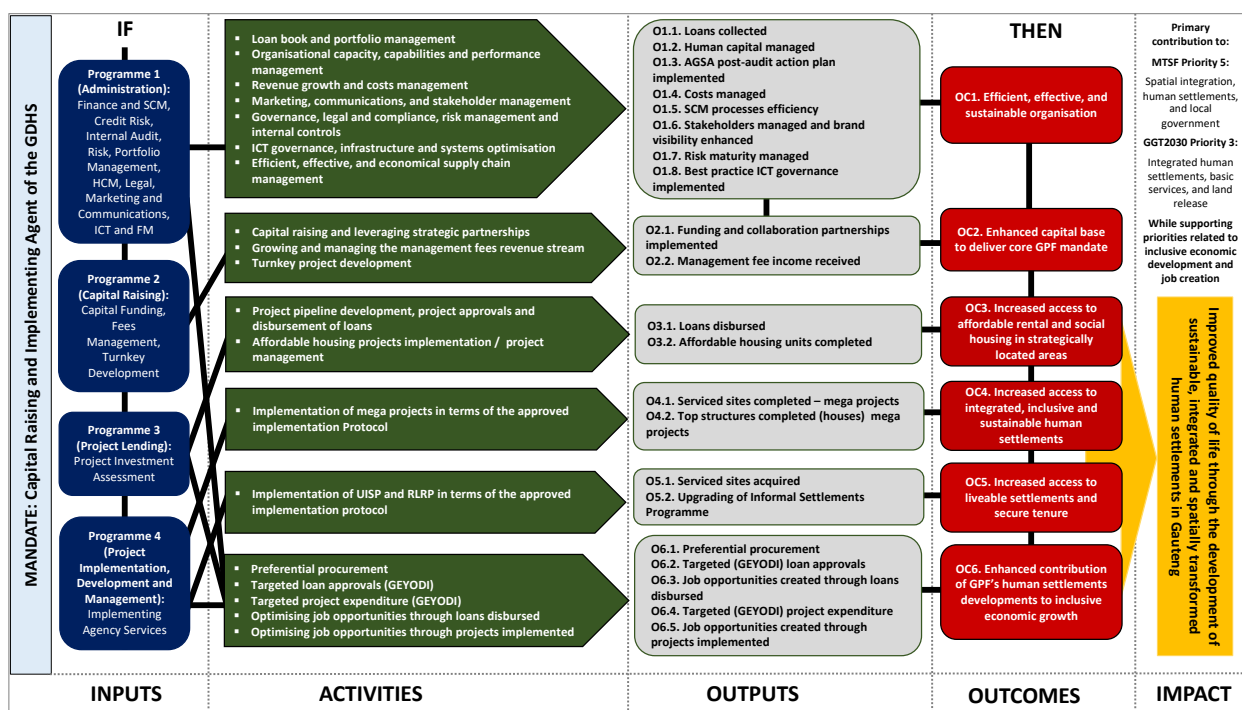 MANDATE: Capital Raising and Implementing Agent of the GDHS
IF
Programme 1
(Administration):
Finance and SCM,
Credit Risk,
Internal Audit,
Risk, Portfolio
Management,
HCM, Legal,
Marketing and
Communications,
ICT and FM
Programme 2
(Capital Raising):
Capital Funding,
Fees
Management,
Turnkey
Development
Programme 3
(Project Lending):
Project Investment
Assessment
Programme 4
(Project
Implementation,
Development and
Management):
Implementing
Agency Services
INPUTS
▪ Loan book and portfolio management
▪ Organisational capacity, capabilities and performance
management
▪ Revenue growth and costs management
▪ Marketing, communications, and stakeholder management
▪ Governance, legal and compliance, risk management and
internal controls
▪ ICT governance, infrastructure and systems optimisation
▪ Efficient, effective, and economical supply chain
management
▪ Capital raising and leveraging strategic partnerships
▪ Growing and managing the management fees revenue stream
▪ Turnkey project development
▪ Project pipeline development, project approvals and
disbursement of loans
▪ Affordable housing projects implementation / project
management
▪ Implementation of mega projects in terms of the approved
implementation Protocol
▪ Implementation of UISP and RLRP in terms of the approved
implementation protocol
▪ Preferential procurement
▪ Targeted loan approvals (GEYODI)
▪ Targeted project expenditure (GEYODI)
▪ Optimising job opportunities through loans disbursed
▪ Optimising job opportunities through projects implemented
ACTIVITIES
O1.1. Loans collected
O1.2. Human capital managed
O1.3. AGSA post-audit action plan
implemented
O1.4. Costs managed
O1.5. SCM processes efficiency
O1.6. Stakeholders managed and brand
visibility enhanced
O1.7. Risk maturity managed
O1.8. Best practice ICT governance
implemented
O2.1. Funding and collaboration partnerships
implemented
O2.2. Management fee income received
O3.1. Loans disbursed
O3.2. Affordable housing units completed
O4.1. Serviced sites completed – mega projects
O4.2. Top structures completed (houses) mega
projects
O5.1. Serviced sites acquired
O5.2. Upgrading of Informal Settlements
Programme
O6.1. Preferential procurement
O6.2. Targeted (GEYODI) loan approvals
O6.3. Job opportunities created through loans
disbursed
O6.4. Targeted (GEYODI) project expenditure
O6.5. Job opportunities created through
projects implemented
OUTPUTS
THEN
OC1. Efficient, effective, and
sustainable organisation
OC2. Enhanced capital base
to deliver core GPF mandate
OC3. Increased access to
affordable rental and social
housing in strategically
located areas
OC4. Increased access to
integrated, inclusive and
sustainable human
settlements
OC5. Increased access to
liveable settlements and
secure tenure
OC6. Enhanced contribution
of GPF's human settlements
developments to inclusive
economic growth
OUTCOMES
Primary
contribution to:
MTSF Priority 5:
Spatial integration,
human settlements,
and local
government
GGT2030 Priority 3:
Integrated human
settlements, basic
services, and land
release
While supporting
priorities related to
inclusive economic
development and
job creation
Improved quality of life through the development of
sustainable, integrated and spatially transformed
human settlements in Gauteng
IMPACT